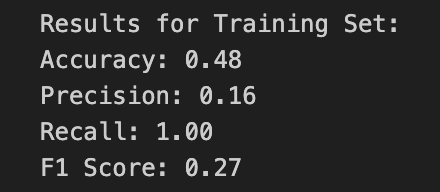 Results for Training Set:
Accuracy: 0.48
Precision: 0.16
Recall: 1.00
F1 Score: 0.27